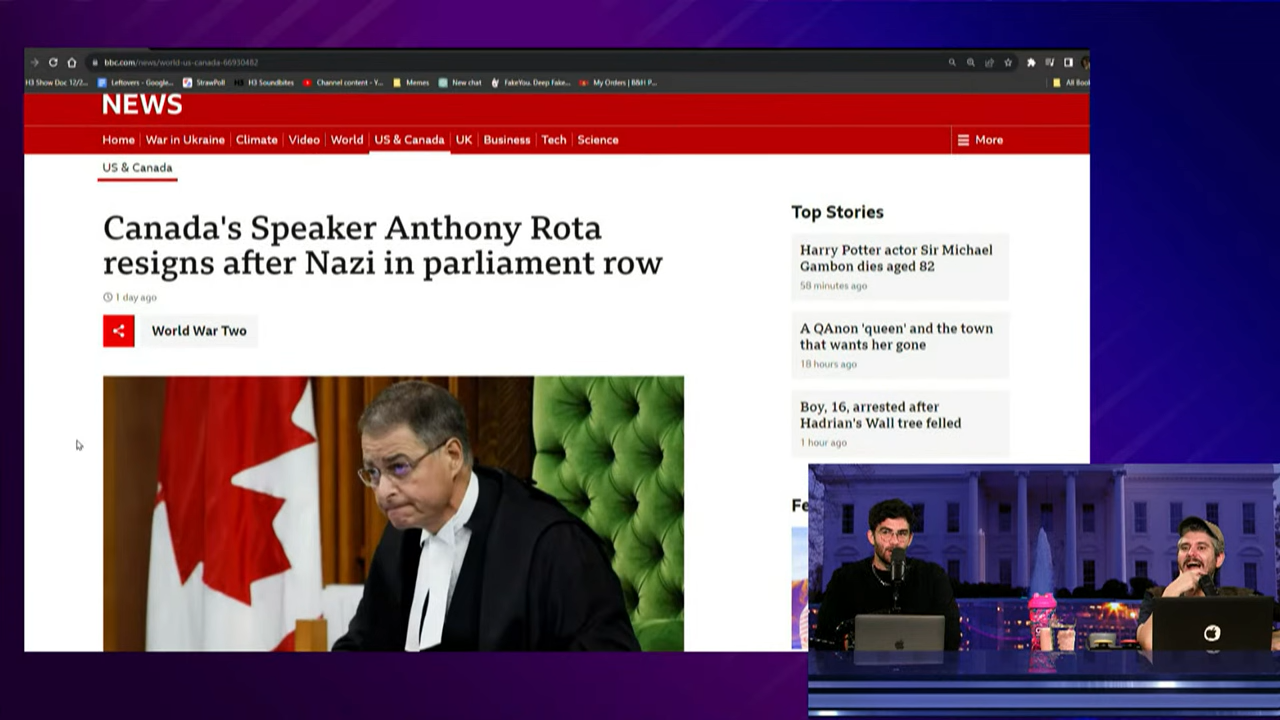 bbc.com/news/world-us-canada-66930482
H3 Show Doc 12/2...
Leftovers - Google...
StrawPoll
H3 Soundbites
Channel content - Y...
Memes
New chat
FakeYou. Deep Fake...
My Orders | B&H P...
All Boo
NEWS
Home
War in Ukraine
Climate
Video
World
US & Canada
UK
Business
Tech
Science
More
US & Canada
Canada's Speaker Anthony Rota
resigns after Nazi in parliament row
1 day ago
World War Two
Top Stories
Harry Potter actor Sir Michael
Gambon dies aged 82
58 minutes ago
A QAnon 'queen' and the town
that wants her gone
18 hours ago
Boy, 16, arrested after
Hadrian's Wall tree felled
1 hour ago
Fe